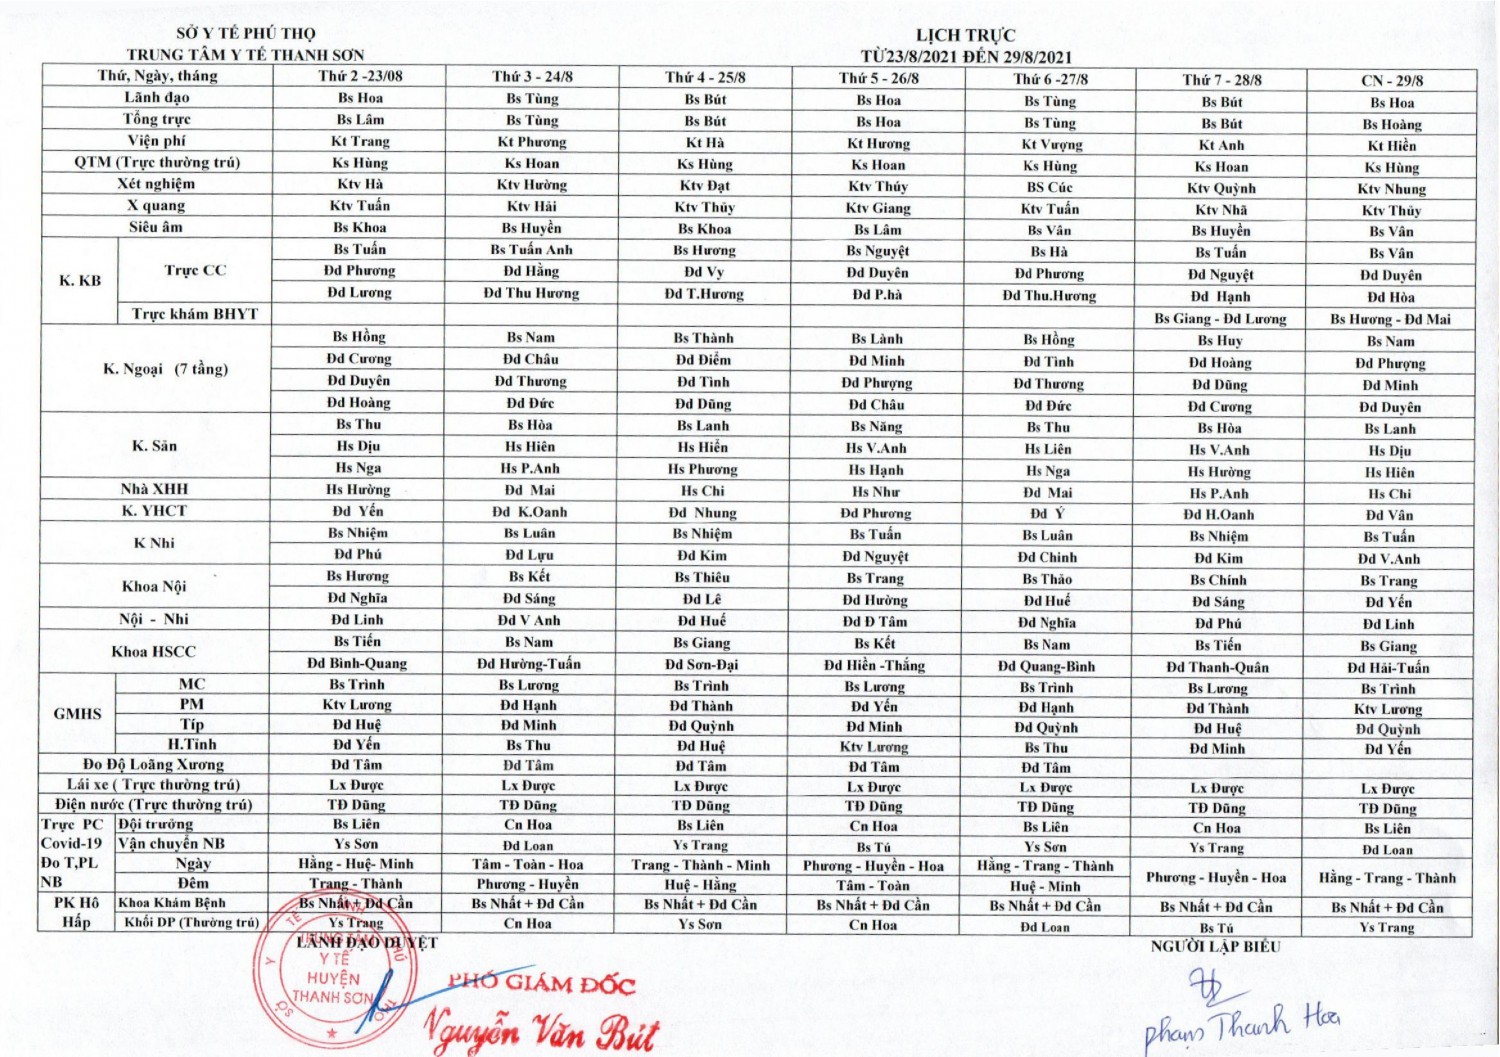 SỞ Y TẾ PHÚ THỌ
TRUNG TÂM Y TẾ THANH SƠN
LỊCH TRỰC
TỪ23/8/2021 ĐẾN 29/8/2021
Thứ, Ngày, tháng Thứ 2 -23/08 Thứ 3 - 24/8 Thứ 4 - 25/8 Thứ 5 - 26/8 Thứ 6 -27/8 Thứ 7 - 28/8 CN - 29/8
Lãnh đạo Bs Hoa Bs Tùng Bs Bút Bs Hoa Bs Tùng Bs Bút Bs Hoa
Tổng trực Bs Lâm Bs Tùng Bs Bút Bs Hoa Bs Tùng Bs Bút Bs Hoàng
Viện phí Kt Trang Kt Phương Kt Hà Kt Hương Kt Vượng Kt Anh Kt Hiền
QTM (Trực thường trú) Ks Hùng Ks Hoan Ks Hùng Ks Hoan Ks Hùng Ks Hoan Ks Hùng
Xét nghiệm Ktv Hà Ktv Hường Ktv Đạt Ktv Thúy BS Cúc Ktv Quỳnh Ktv Nhung
X quang Ktv Tuấn Ktv Hải Ktv Thủy Ktv Giang Ktv Tuấn Ktv Nhã Ktv Thủy
Siêu âm Bs Khoa Bs Huyền Bs Khoa Bs Lâm Bs Vân Bs Huyền Bs Vân
K. KB Trực CC Bs Tuấn Bs Tuấn Anh Bs Hương Bs Nguyệt Bs Hà Bs Tuấn Bs Vân
Đd Phương Đd Hằng Đd Vy Đd Duyên Đd Phương Đd Nguyệt Đd Duyên
Đd Lương Đd Thu Hương Đd T.Hương Đd P.hà Đd Thu.Hương Đd Hạnh Đd Hòa
Trực khám BHYT Bs Giang - Đd Lương Bs Hương - Đd Mai
K. Ngoại (7 tầng) Bs Hồng Bs Nam Bs Thành Bs Lành Bs Hồng Bs Huy Bs Nam
Đd Cương Đd Châu Đd Điểm Đd Minh Đd Tình Đd Hoàng Đd Phượng
Đd Duyên Đd Thương Đd Tình Đd Phượng Đd Thương Đd Dũng Đd Minh
Đd Hoàng Đd Đức Đd Dũng Đd Châu Đd Đức Đd Cương Đd Duyên
K. Sản Bs Thu Bs Hòa Bs Lanh Bs Năng Bs Thu Bs Hòa Bs Lanh
Hs Dịu Hs Hiên Hs Hiển Hs V.Anh Hs Liên Hs V.Anh Hs Dịu
Hs Nga Hs P.Anh Hs Phương Hs Hạnh Hs Nga Hs Hường Hs Hiên
Nhà XHH Hs Hường Đd Mai Hs Chi Hs Như Đd Mai Hs P.Anh Hs Chi
K. YHCT Đd Yến Đd K.Oanh Đd Nhung Đd Phương Đd Ý Đd H.Oanh Đd Vân
K Nhi Bs Nhiệm Bs Luân Bs Nhiệm Bs Tuấn Bs Luân Bs Nhiệm Bs Tuấn
Đd Phú Đd Lựu Đd Kim Đd Nguyệt Đd Chinh Đd Kim Đd V.Anh
Khoa Nội Bs Hương Bs Kết Bs Thiêu Bs Trang Bs Thảo Bs Chính Bs Trang
Đd Nghĩa Đd Sáng Đd Lê Đd Hường Đd Huế Đd Sáng Đd Yến
Nội - Nhi Đd Linh Đd V Anh Đd Huế Đd Đ Tâm Đd Nghĩa Đd Phú Đd Linh
Khoa HSCC Bs Tiến Bs Nam Bs Giang Bs Kết Bs Nam Bs Tiến Bs Giang
Đd Bình-Quang Đd Hường-Tuấn Đd Sơn-Đại Đd Hiền -Thắng Đd Quang-Bình Đd Thanh-Quân Đd Hải-Tuấn
GMHS MC Bs Trình Bs Lương Bs Trình Bs Lương Bs Trình Bs Lương Bs Trình
PM Ktv Lương Đd Hạnh Đd Thành Đd Yến Đd Hạnh Đd Thành Ktv Lương
Típ Đd Huệ Đd Minh Đd Quỳnh Đd Minh Đd Quỳnh Đd Huệ Đd Quỳnh
H.Tỉnh Đd Yến Bs Thu Đd Huệ Ktv Lương Bs Thu Đd Minh Đd Yến
Đo Độ Loãng Xương Đd Tâm Đd Tâm Đd Tâm Đd Tâm Đd Tâm
Lái xe ( Trực thường trú) Lx Được Lx Được Lx Được Lx Được Lx Được Lx Được Lx Được
Điện nước (Trực thường trú) TĐ Dũng TĐ Dũng TĐ Dũng TĐ Dũng TĐ Dũng TĐ Dũng TĐ Dũng
Trực PC Đội trưởng Bs Liên Cn Hoa Bs Liên Cn Hoa Bs Liên Cn Hoa Bs Liên
Covid-19 Vận chuyển NB Ys Sơn Đd Loan Ys Trang Bs Tú Ys Sơn Ys Trang Đd Loan
Đo T,PL Ngày Hằng - Huệ- Minh Tâm - Toàn - Hoa Trang - Thành - Minh Phương - Huyền - Hoa Hằng - Trang - Thành Phương - Huyền - Hoa Hằng - Trang - Thành
NB Đêm Trang - Thành Phương - Huyền Huệ - Hằng Tâm - Toàn Huệ - Minh
PK Hô Khoa Khám Bệnh Bs Nhất + Đd Cần Bs Nhất + Đd Cần Bs Nhất + Đd Cần Bs Nhất + Đd Cần Bs Nhất + Đd Cần Bs Nhất + Đd Cần Bs Nhất + Đd Cần
Hấp Khối DP (Thường trú) Ys Trang Cn Hoa Ys Sơn Cn Hoa Đd Loan Bs Tú Ys Trang
LÃNH ĐẠO DUYỆT
NGƯỜI LẬP BIỂU
TRUNG TÂM
Y TẾ
HUYỆN
THANH SƠN
PHÓ GIÁM ĐỐC
Nguyễn Văn Bút
phạm Thanh Hoa